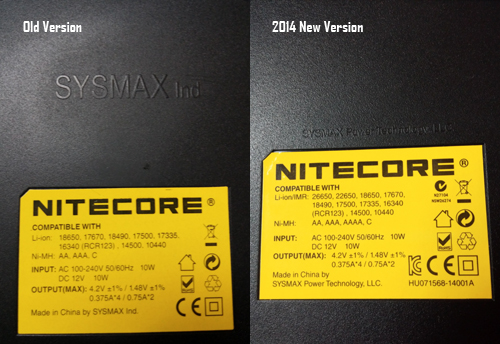 Old Version
SYSMAX Ind
NITECORE®
COMPATIBLE WITH
Li-ion: 18650, 17670, 18490, 17500, 17335,
16340 (RCR123) , 14500, 10440
Ni-MH: AA, AAA, C
INPUT: AC 100-240V 50/60Hz 10W
DC 12V 10W
OUTPUT(MAX): 4.2V ±1% / 1.48V ±1%
0.375A*4 / 0.75A*2
Made in China by
SYSMAX Ind.
CE
2014 New Version
SYSMAX Power Technology, LLC
NITECORE®
COMPATIBLE WITH
Li-ion/IMR: 26650, 22650, 18650, 17670,
18490, 17500, 17335, 16340
(RCR123) , 14500, 10440
Ni-MH: AA, AAA, AAAA, C
INPUT: AC 100-240V 50/60Hz 10W
DC 12V 10W
OUTPUT(MAX): 4.2V ±1% / 1.48V ±1%
0.375A*4 / 0.75A*2
Made in China by
SYSMAX Power Technology, LLC.
CE
HU071568-14001A